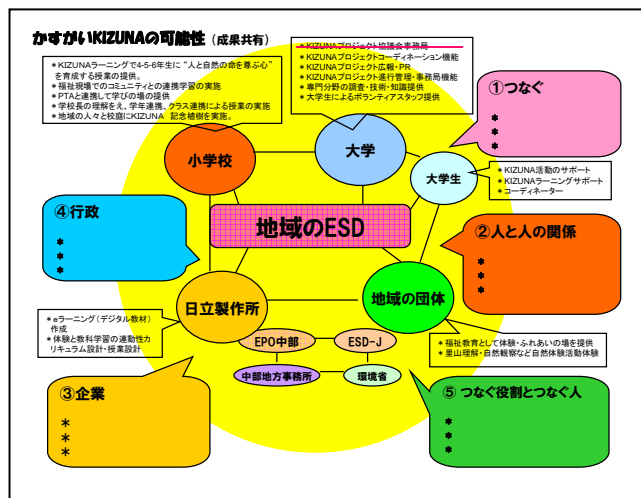 かすがいKIZUNAの可能性 (成果共有)
＊KIZUNAラーニングで4-5-6年生に “人と自然の命を尊ぶ心”
を育成する授業の提供。
＊福祉現場でのコミュニティとの連携学習の実施
＊PTAと連携して学びの場の提供
＊学校長の理解をえ、学年連携、クラス連携による授業の実施
＊地域の人々と校庭にKIZUNA 記念植樹を実施。
＊KIZUNAプロジェクト協議会事務局
＊KIZUNAプロジェクトコーディネーション機能
＊KIZUNAプロジェクト広報・PR
＊KIZUNAプロジェクト進行管理・事務局機能
＊専門分野の調査・技術・知識提供
＊大学生によるボランティアスタッフ提供
①つなぐ
＊
＊
＊
小学校
大学
大学生
＊KIZUNA活動のサポート
＊KIZUNAラーニングサポート
＊コーディネーター
④行政
＊
＊
＊
地域のESD
②人と人の関係
＊
＊
＊
日立製作所
地域の団体
＊eラーニング（デジタル教材）
作成
＊体験と教科学習の連動性カ
リキュラム設計・授業設計
EPO中部
ESD-J
中部地方事務所
環境省
＊福祉教育として体験・ふれあいの場を提供
＊里山理解・自然観察など自然体験活動体験
③企業
＊
＊
＊
⑤ つなぐ役割とつなぐ人
＊
＊
＊